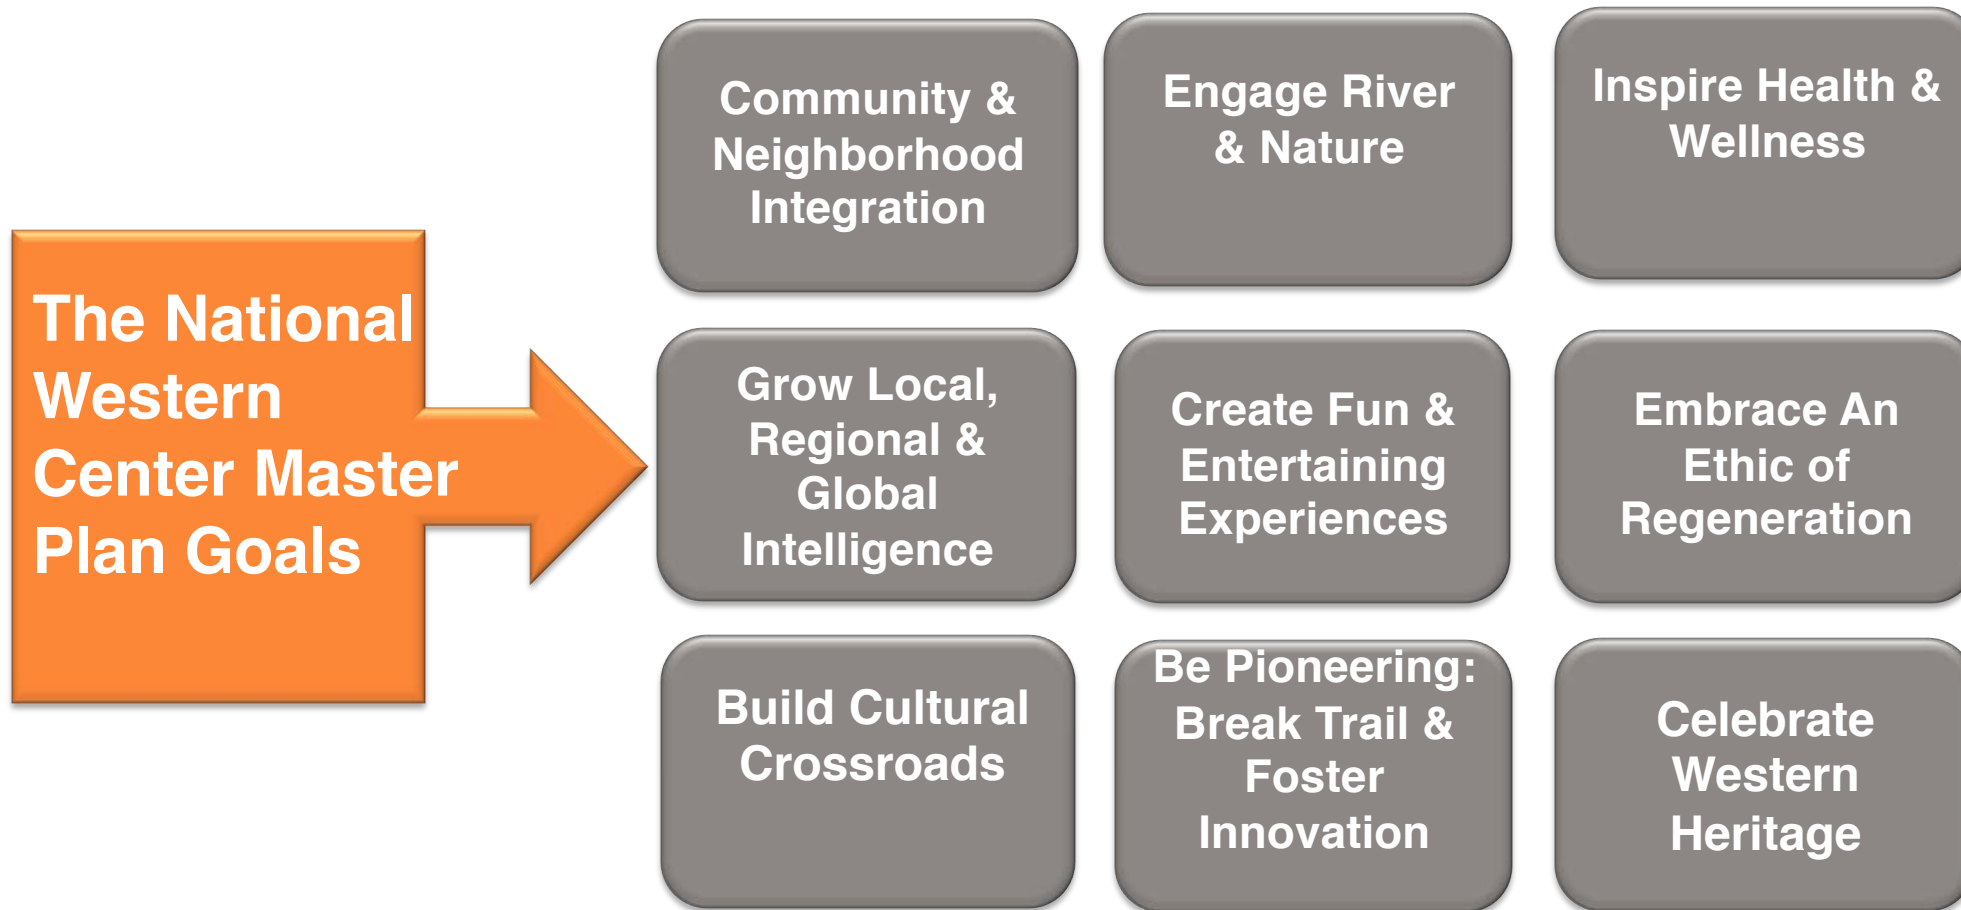 The National
Western
Center Master
Plan Goals
Community &
Neighborhood
Integration
Engage River
& Nature
Inspire Health &
Wellness
Grow Local,
Regional &
Global
Intelligence
Create Fun &
Entertaining
Experiences
Embrace An
Ethic of
Regeneration
Build Cultural
Crossroads
Be Pioneering:
Break Trail &
Foster
Innovation
Celebrate
Western
Heritage